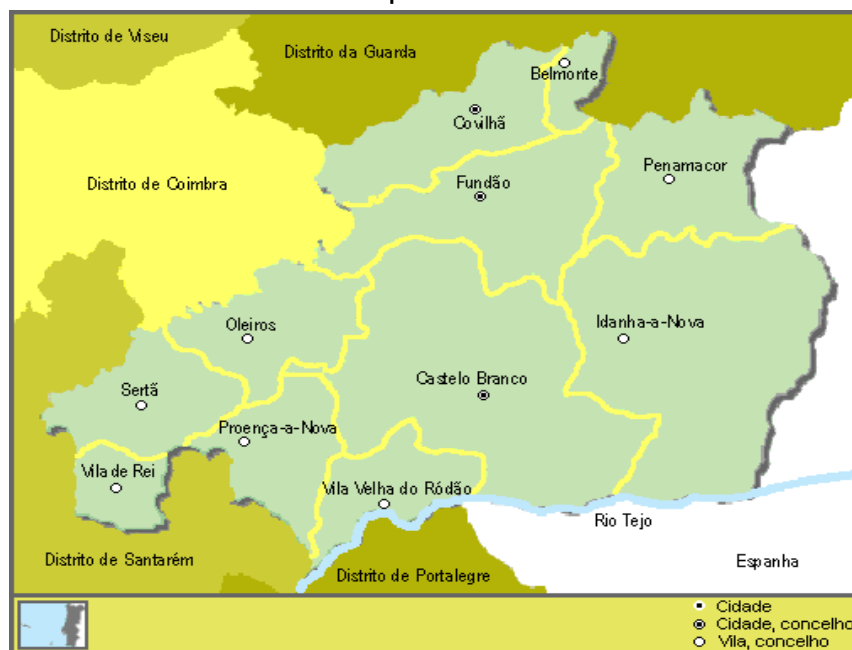 Distrito de Viseu
Distrito da Guarda
Belmonte
Covilhã
Penamacor
Distrito de Coimbra
Fundão
Idanha-a-Nova
Oleiros
Castelo Branco
Sertã
Proença-a-Nova
Vila de Rei
Vila Velha do Ródão
Rio Tejo
Distrito de Santarém
Espanha
Distrito de Portalegre
Cidade
Cidade, concelho
Vila, concelho